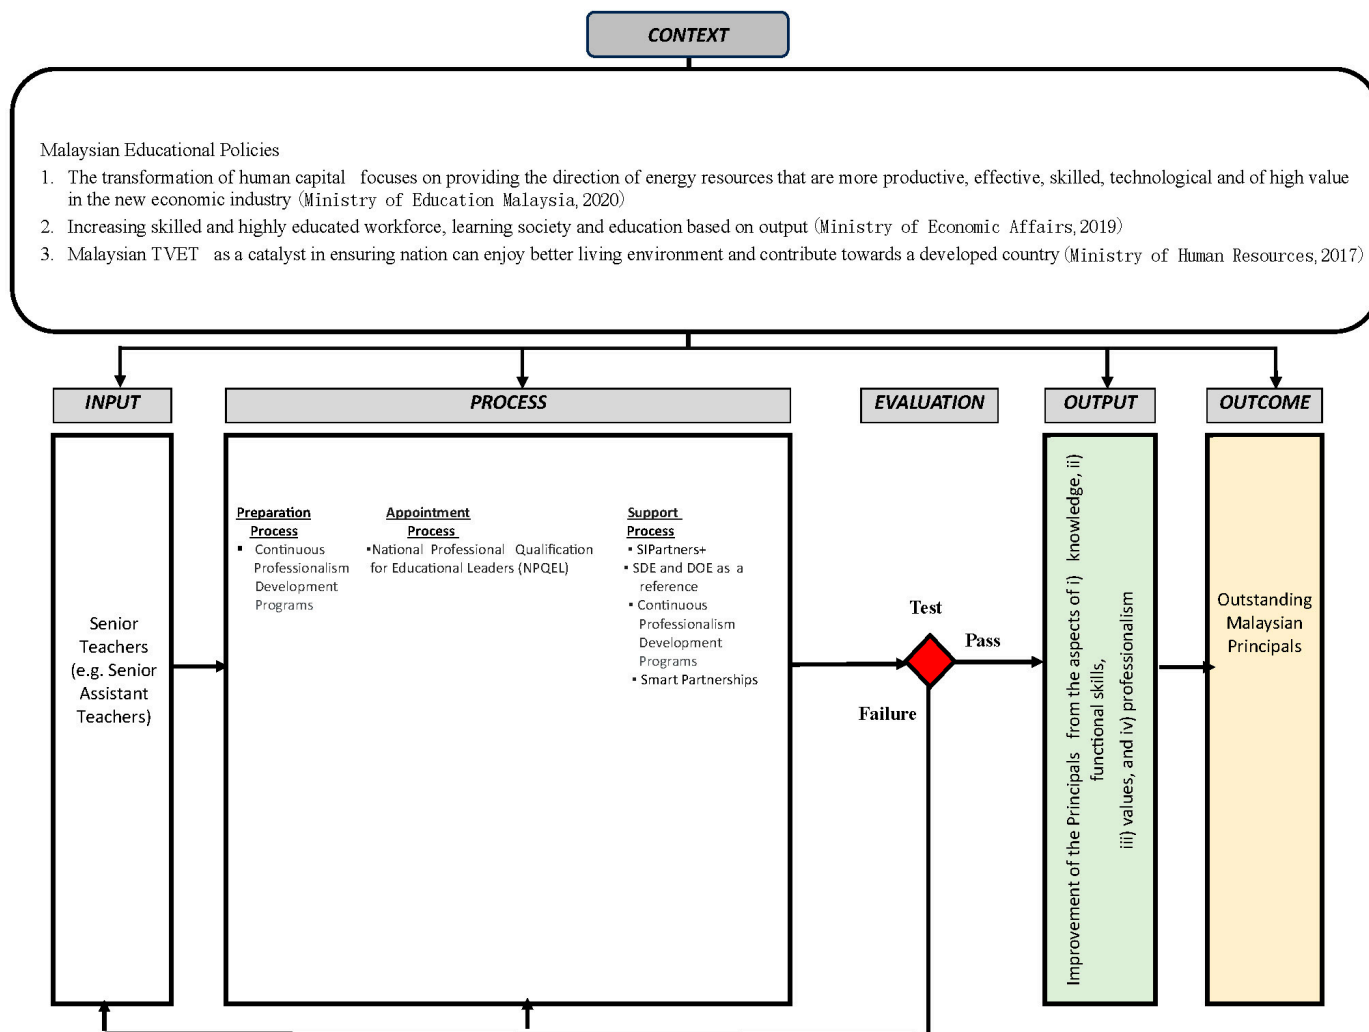 CONTEXT
Malaysian Educational Policies
1. The transformation of human capital focuses on providing the direction of energy resources that are more productive, effective, skilled, technological and of high value
in the new economic industry (Ministry of Education Malaysia, 2020)
2. Increasing skilled and highly educated workforce, learning society and education based on output (Ministry of Economic Affairs, 2019)
3. Malaysian TVET as a catalyst in ensuring nation can enjoy better living environment and contribute towards a developed country (Ministry of Human Resources, 2017)
INPUT
PROCESS
EVALUATION
OUTPUT
OUTCOME
Senior
Teachers
(e.g. Senior
Assistant
Teachers)
Preparation
Process
▪ Continuous
Professionalism
Development
Programs
Appointment
Process
▪National Professional Qualification
for Educational Leaders (NPQEL)
Support
Process
▪ SIPartners+
▪ SDE and DOE as a
reference
▪ Continuous
Professionalism
Development
Programs
▪ Smart Partnerships
Test
Pass
Failure
Improvement of the Principals from the aspects of i) knowledge, ii)
functional skills,
iii) values, and iv) professionalism
Outstanding
Malaysian
Principals